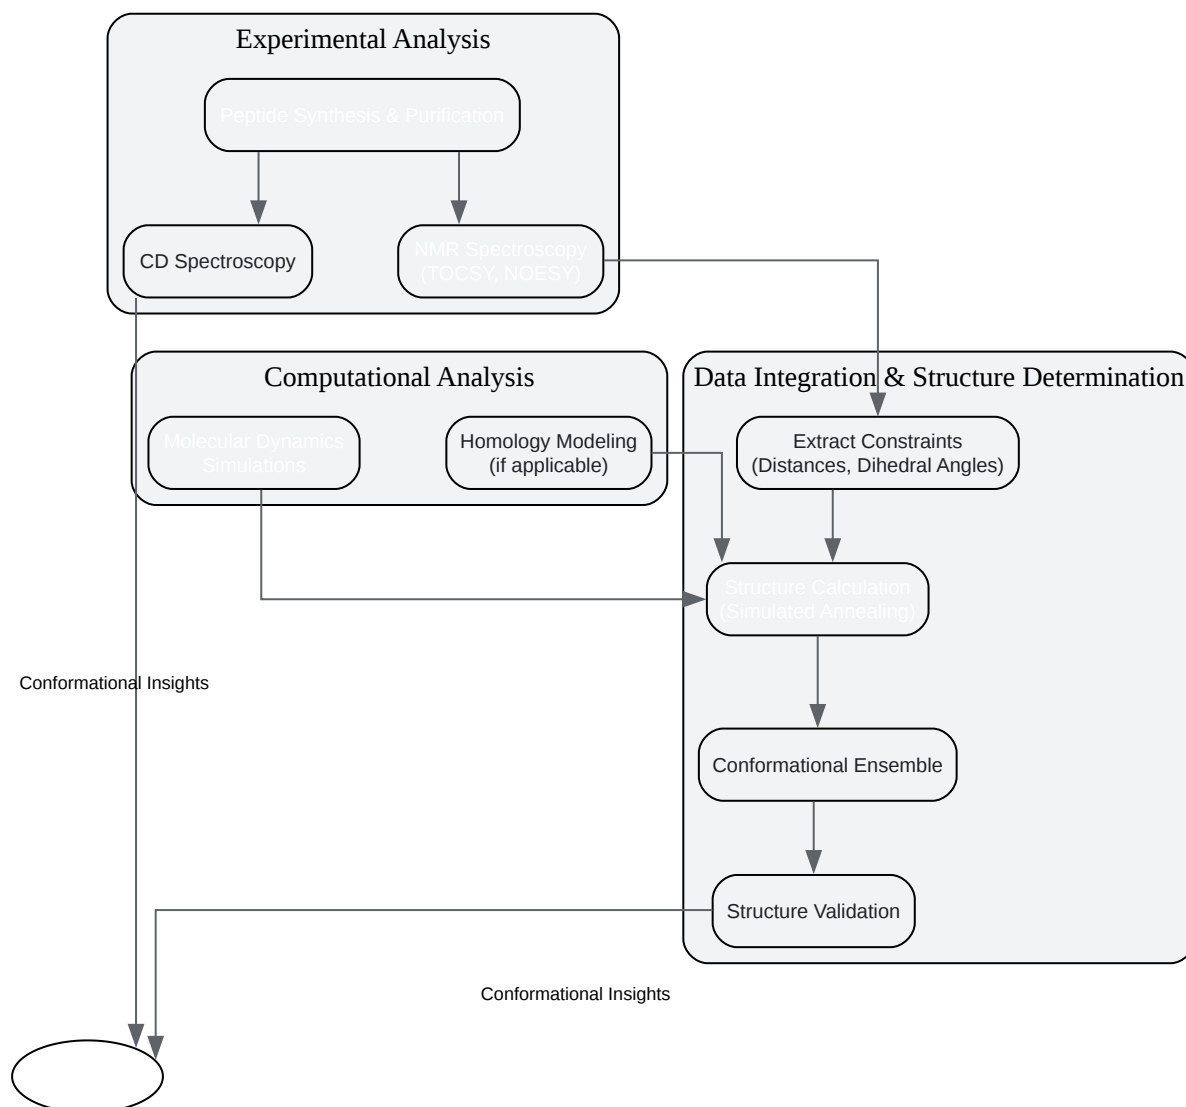 Experimental Analysis
Peptide Synthesis & Purification
CD Spectroscopy
NMR Spectroscopy
(TOCSY, NOESY)
Computational Analysis
Molecular Dynamics
Simulations
Homology Modeling
(if applicable)
Data Integration & Structure Determination
Extract Constraints
(Distances, Dihedral Angles)
Structure Calculation
(Simulated Annealing)
Conformational Insights
Conformational Ensemble
Structure Validation
Conformational Insights